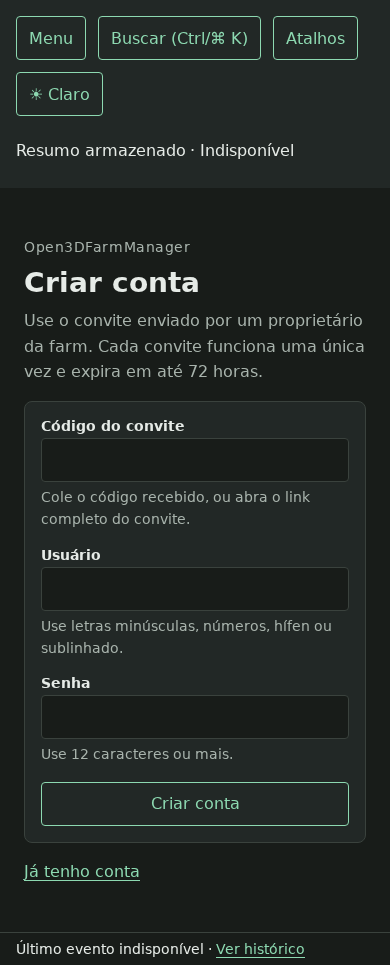 Menu
Buscar (Ctrl/⌘ K)
Atalhos
☀ Claro
Resumo armazenado · Indisponível
Open3DFarmManager
Criar conta
Use o convite enviado por um proprietário
da farm. Cada convite funciona uma única
vez e expira em até 72 horas.
Código do convite
Cole o código recebido, ou abra o link
completo do convite.
Usuário
Use letras minúsculas, números, hífen ou
sublinhado.
Senha
Use 12 caracteres ou mais.
Criar conta
Já tenho conta
Último evento indisponível · Ver histórico